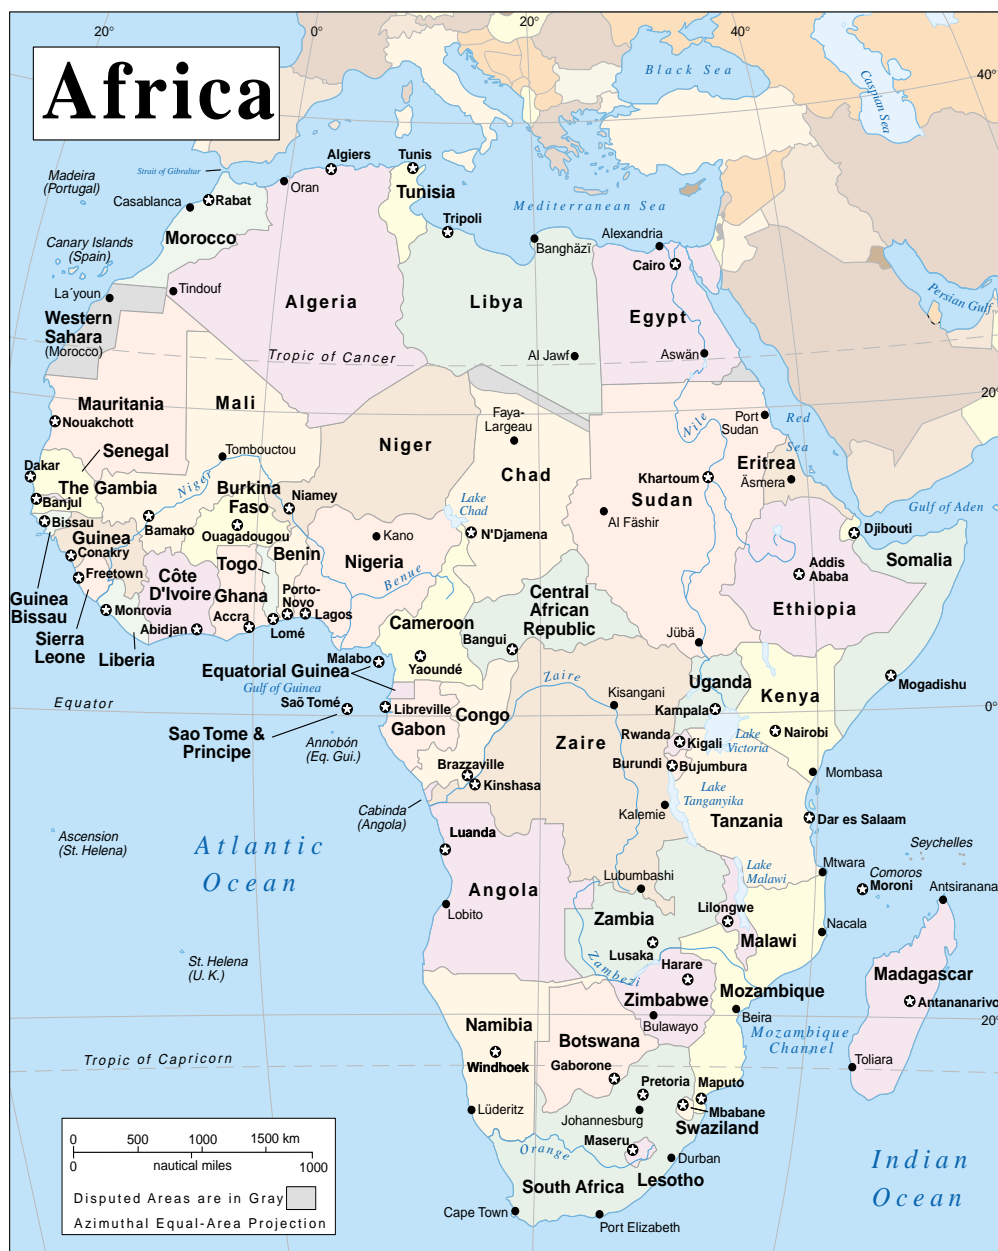 20°
0°
20°
40°
Africa
Black Sea
Caspian Sea
40°
Madeira
(Portugal)
Strait of Gibraltar
Algiers
Tunis
Oran
Tunisia
Casablanca
Rabat
Mediterranean Sea
Tripoli
Morocco
Alexandria
Banghāzī
Canary Islands
(Spain)
Cairo
Persian Gulf
La´youn
Tindouf
Algeria
Libya
Egypt
Western
Sahara
(Morocco)
Tropic of Cancer
Al Jawf
Aswän
20°
Mauritania
Mali
Nouakchott
Faya-
Largeau
Nile
Port
Sudan
Red
Sea
Senegal
Tombouctou
Niger
Chad
Eritrea
Dakar
The Gambia
Niger
Burkina
Faso
Niamey
Lake
Chad
Khartoum
Sudan
Äsmera
Banjul
Gulf of Aden
Bissau
Bamako
Ouagadougou
Al Fäshir
Djibouti
Guinea
Kano
N'Djamena
Conakry
Benin
Nigeria
Somalia
Togo
Addis
Ababa
Freetown
Côte
D'Ivoire
Ghana
Porto-
Novo
Benue
Central
African
Republic
Ethiopia
Guinea
Bissau
Monrovia
Accra
Lagos
Cameroon
Sierra
Leone
Abidjan
Lomé
Bangui
Jübä
Liberia
Malabo
Yaoundé
Equatorial Guinea
Zaire
Uganda
Kenya
Mogadishu
Gulf of Guinea
Kisangani
Equator
Saõ Tomé
Libreville
Congo
Kampala
0°
Gabon
Sao Tome &
Principe
Zaire
Rwanda
Kigali
Lake
Victoria
Nairobi
Annobón
(Eq. Gui.)
Brazzaville
Burundi
Bujumbura
Mombasa
Kinshasa
Lake
Tanganyika
Cabinda
(Angola)
Kalemie
Tanzania
Dar es Salaam
Ascension
(St. Helena)
Atlantic
Ocean
Luanda
Seychelles
Mtwara
Lake
Malawi
Comoros
Moroni
Antsiranana
Angola
Lubumbashi
Lobito
Zambia
Lilongwe
Nacala
Malawi
Lusaka
St. Helena
(U.K.)
Zambezi
Harare
Madagascar
Zimbabwe
Mozambique
Antananarivo
Namibia
Bulawayo
Beira
20°
Botswana
Mozambique
Channel
Tropic of Capricorn
Windhoek
Gaborone
Toliara
Pretoria
Maputo
Lüderitz
Johannesburg
Mbabane
Swaziland
Maseru
Orange
Durban
Lesotho
South Africa
Indian
Ocean
Cape Town
Port Elizabeth
0 500 1000 1500 km
0 nautical miles 1000
Disputed Areas are in Gray
Azimuthal Equal-Area Projection